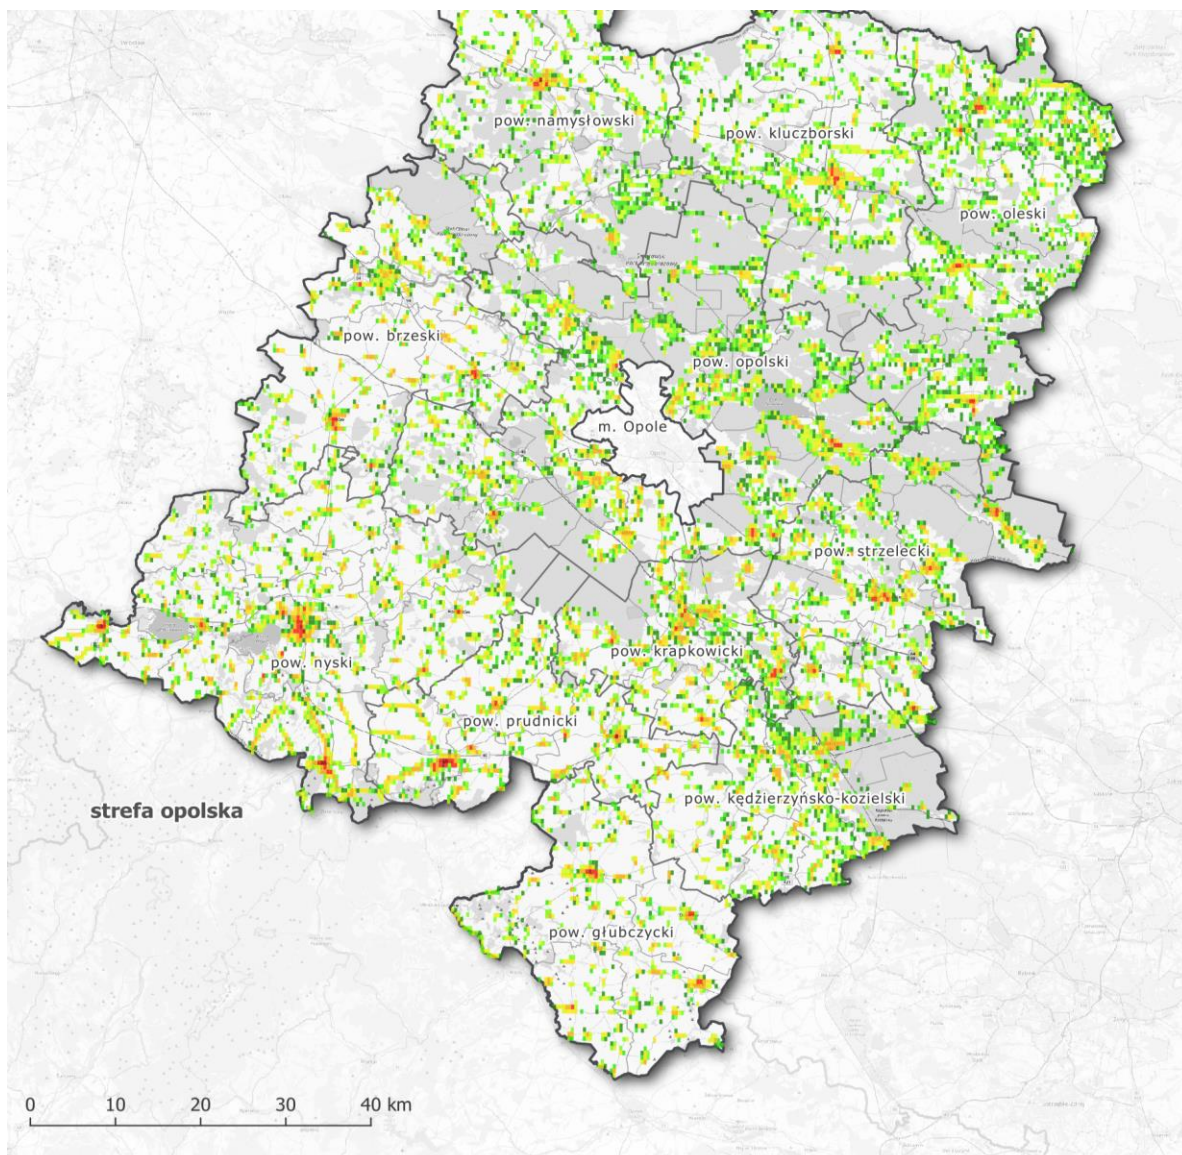 pow. namysłowski
pow. kluczborski
pow. oleski
pow. brzeski
pow. opolski
m. Opole
pow. strzelecki
pow. krapkowicki
pow. nyski
pow. prudnicki
pow. kędzierzyńsko-kozielski
strefa opolska
pow. głubczycki
0 10 20 30 40 km